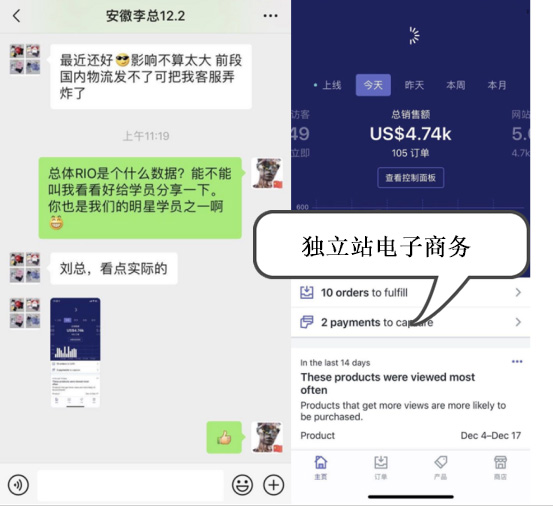 安徽李总12.2
最近还好😎影响不算太大 前段
国内物流发不了可把我客服弄
炸了
上午11:19
总体RIO是个什么数据？能不能
叫我看看好给学员分享一下。
你也是我们的明星学员之一啊
😄
刘总，看点实际的
👍
上线
今天
昨天
本周
本月
访客
总销售额
网站
49
US$4.74k
5.
立即
105 订单
4.7k
查看控制面板
600
独立站电子商务
10 orders to fulfill
2 payments to capture
In the last 14 days
These products were viewed most
often
Products that get more views are more likely to
be purchased.
Product
Dec 4–Dec 17
主页
订单
产品
商店